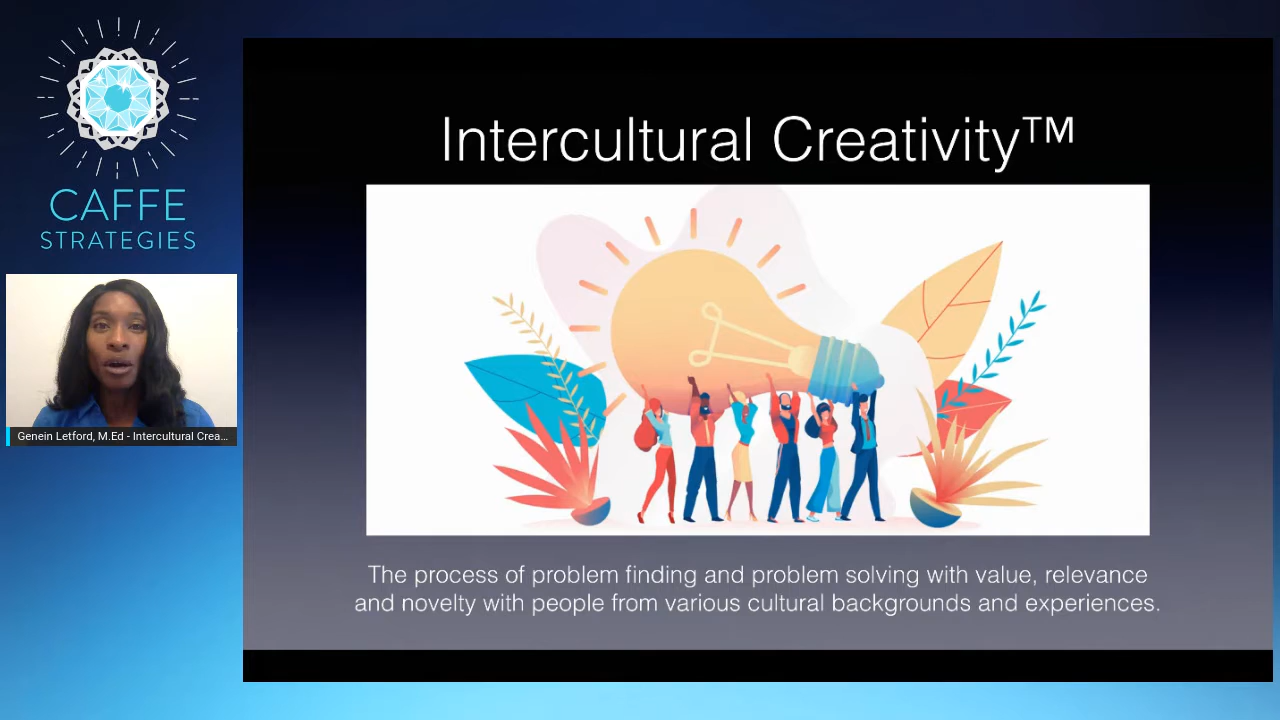 CAFFE
STRATEGIES
Genein Letford, M.Ed - Intercultural Crea...
Intercultural Creativity™
The process of problem finding and problem solving with value, relevance
and novelty with people from various cultural backgrounds and experiences.